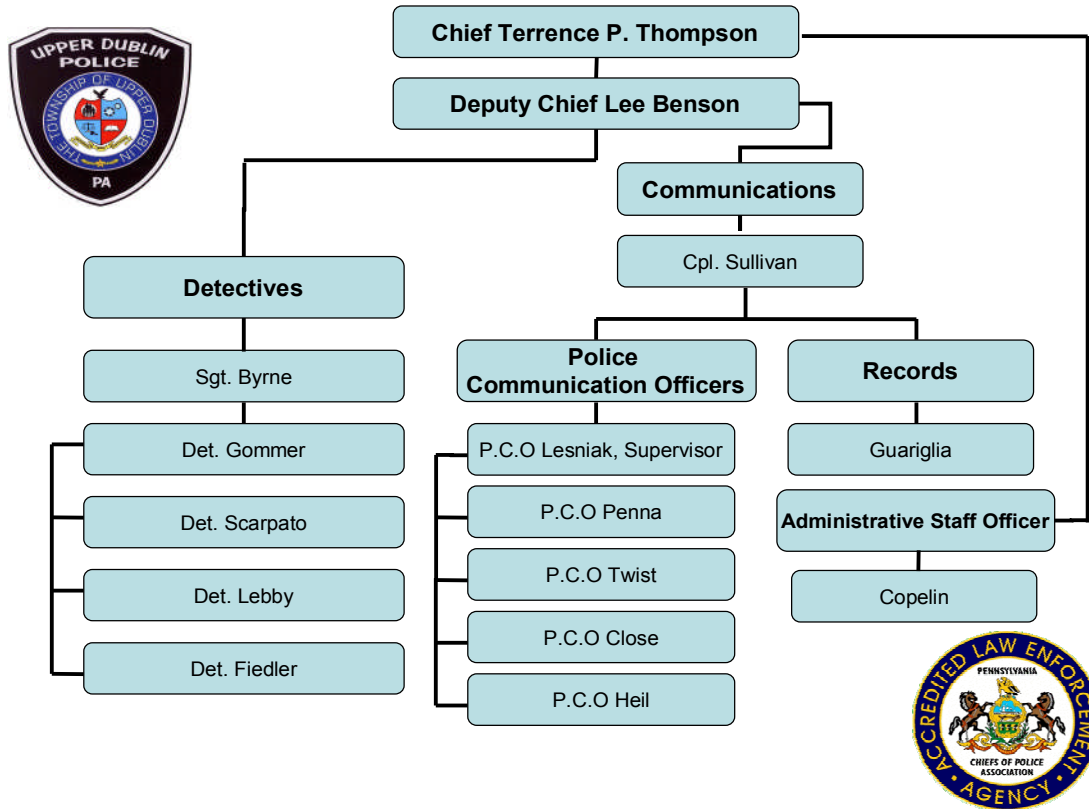 UPPER DUBLIN
POLICE
THE TOWNSHIP OF UPPER DUBLIN
PA
Chief Terrence P. Thompson
Deputy Chief Lee Benson
Communications
Cpl. Sullivan
Detectives
Sgt. Byrne
Det. Gommer
Det. Scarpato
Det. Lebby
Det. Fiedler
Police
Communication Officers
P.C.O Lesniak, Supervisor
P.C.O Penna
P.C.O Twist
P.C.O Close
P.C.O Heil
Records
Guariglia
Administrative Staff Officer
Copelin
ACCREDITED LAW ENFORCEMENT
AGENCY
PENNSYLVANIA
CHIEFS OF POLICE
ASSOCIATION